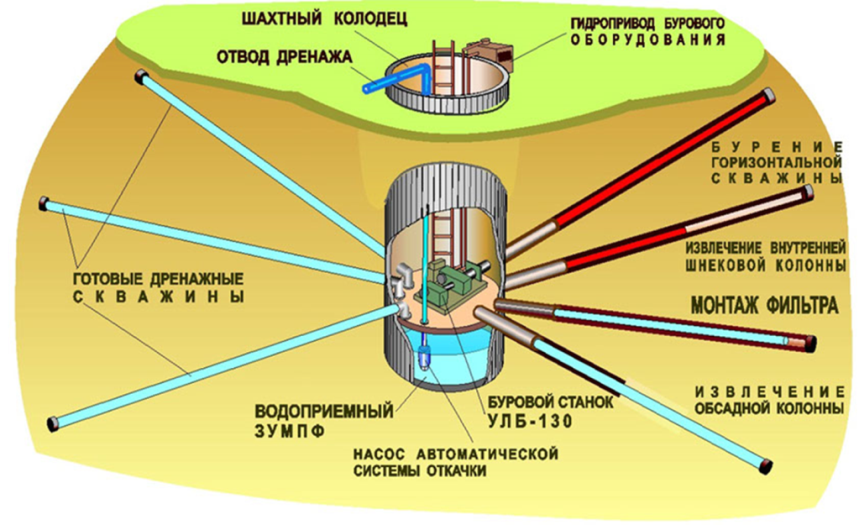 ШАХТНЫЙ КОЛОДЕЦ
ОТВОД ДРЕНАЖА
ГИДРОПРИВОД БУРОВОГО
ОБОРУДОВАНИЯ
БУРЕНИЕ
ГОРИЗОНТАЛЬНОЙ
СКВАЖИНЫ
ИЗВЛЕЧЕНИЕ ВНУТРЕННЕЙ
ШНЕКОВОЙ КОЛОННЫ
МОНТАЖ ФИЛЬТРА
ИЗВЛЕЧЕНИЕ
ОБСАДНОЙ КОЛОННЫ
ГОТОВЫЕ ДРЕНАЖНЫЕ
СКВАЖИНЫ
ВОДОПРИЕМНЫЙ
ЗУМПФ
БУРОВОЙ СТАНОК
УЛБ-130
НАСОС АВТОМАТИЧЕСКОЙ
СИСТЕМЫ ОТКАЧКИ